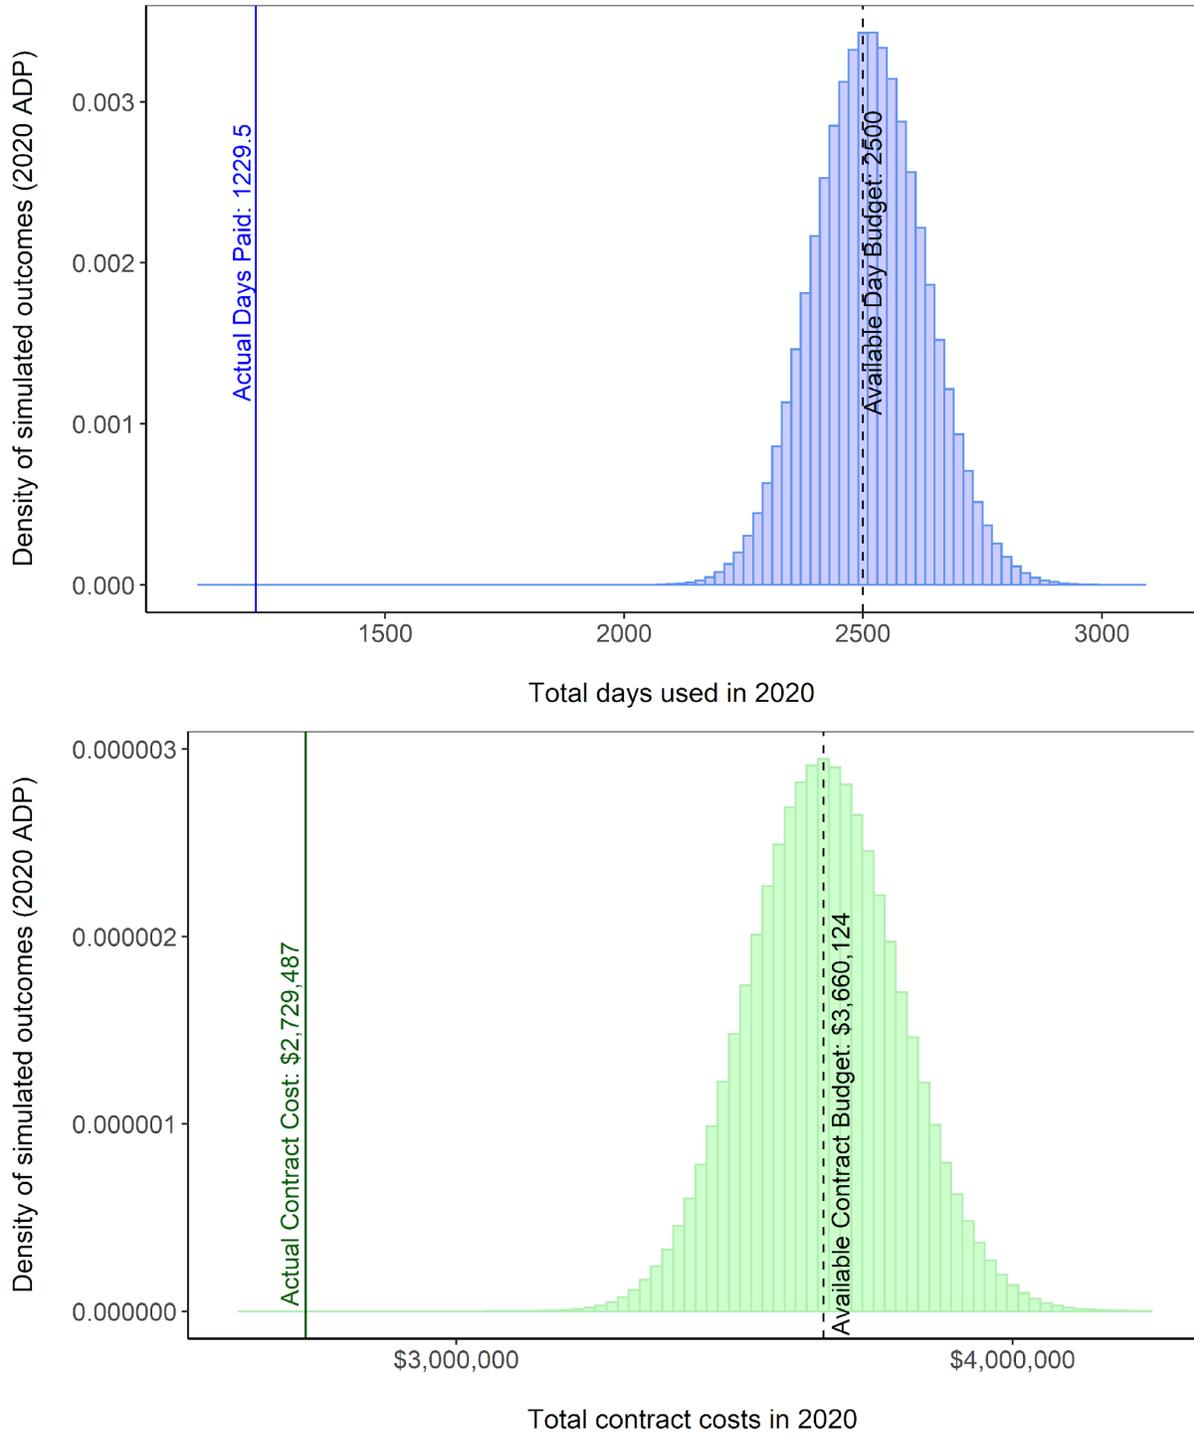 Density of simulated outcomes (2020 ADP)
0.003
0.002
0.001
0.000
Actual Days Paid: 1229.5
Available Day Budget: 2500
1500 2000 2500 3000
Total days used in 2020
Density of simulated outcomes (2020 ADP)
0.000003
0.000002
0.000001
0.000000
Actual Contract Cost: $2,729,487
Available Contract Budget: $3,660,124
$3,000,000 $4,000,000
Total contract costs in 2020